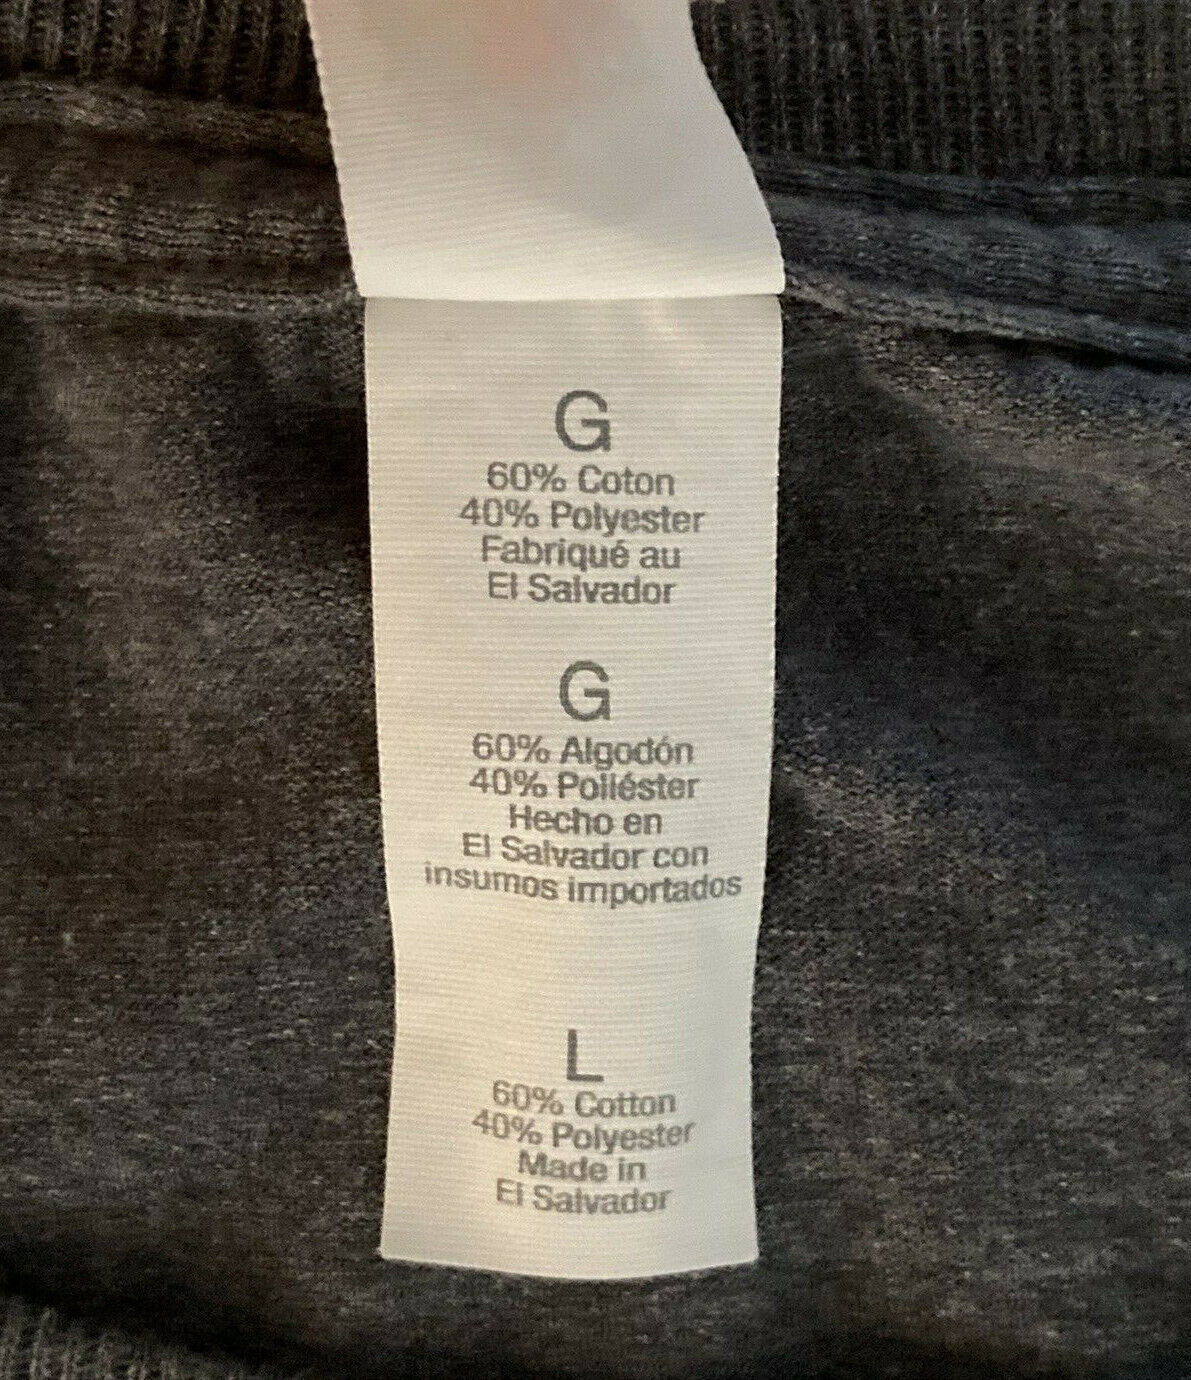 G
60% Coton
40% Polyester
Fabriqué au
El Salvador
G
60% Algodón
40% Poliéster
Hecho en
El Salvador con
insumos importados
L
60% Cotton
40% Polyester
Made in
El Salvador